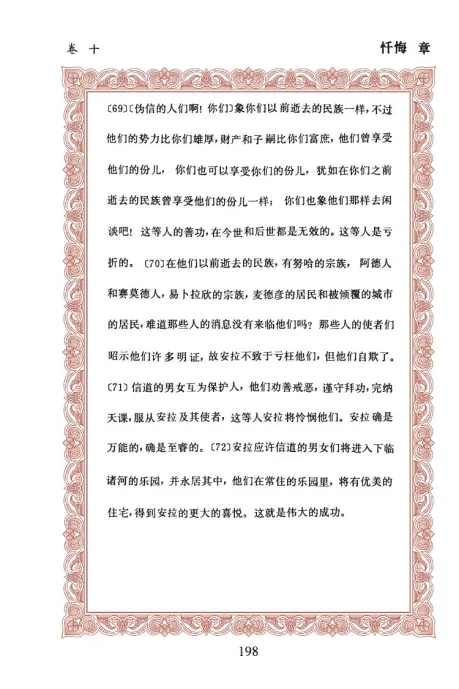 卷 十 忏悔 章
〔69〕〔伪信的人们啊！你们〕象你们以前逝去的民族一样，不过
他们的势力比你们雄厚，财产和子嗣比你们富庶，他们曾享受
他们的份儿， 你们也可以享受你们的份儿，犹如在你们之前
逝去的民族曾享受他们的份儿一样； 你们也象他们那样去闲
谈吧！这等人的善功，在今世和后世都是无效的。这等人是亏
折的。〔70〕在他们以前逝去的民族，有努哈的宗族， 阿德人
和赛莫德人，易卜拉欣的宗族，麦德彦的居民和被倾覆的城市
的居民，难道那些人的消息没有来临他们吗？那些人的使者们
昭示他们许多明证，故安拉不致于亏枉他们，但他们自欺了。
〔71〕信道的男女互为保护人，他们劝善戒恶，谨守拜功，完纳
天课，服从安拉及其使者，这等人安拉将怜悯他们。安拉确是
万能的，确是至睿的。〔72〕安拉应许信道的男女们将进入下临
诸河的乐园，并永居其中，他们在常住的乐园里，将有优美的
住宅，得到安拉的更大的喜悦。这就是伟大的成功。
198